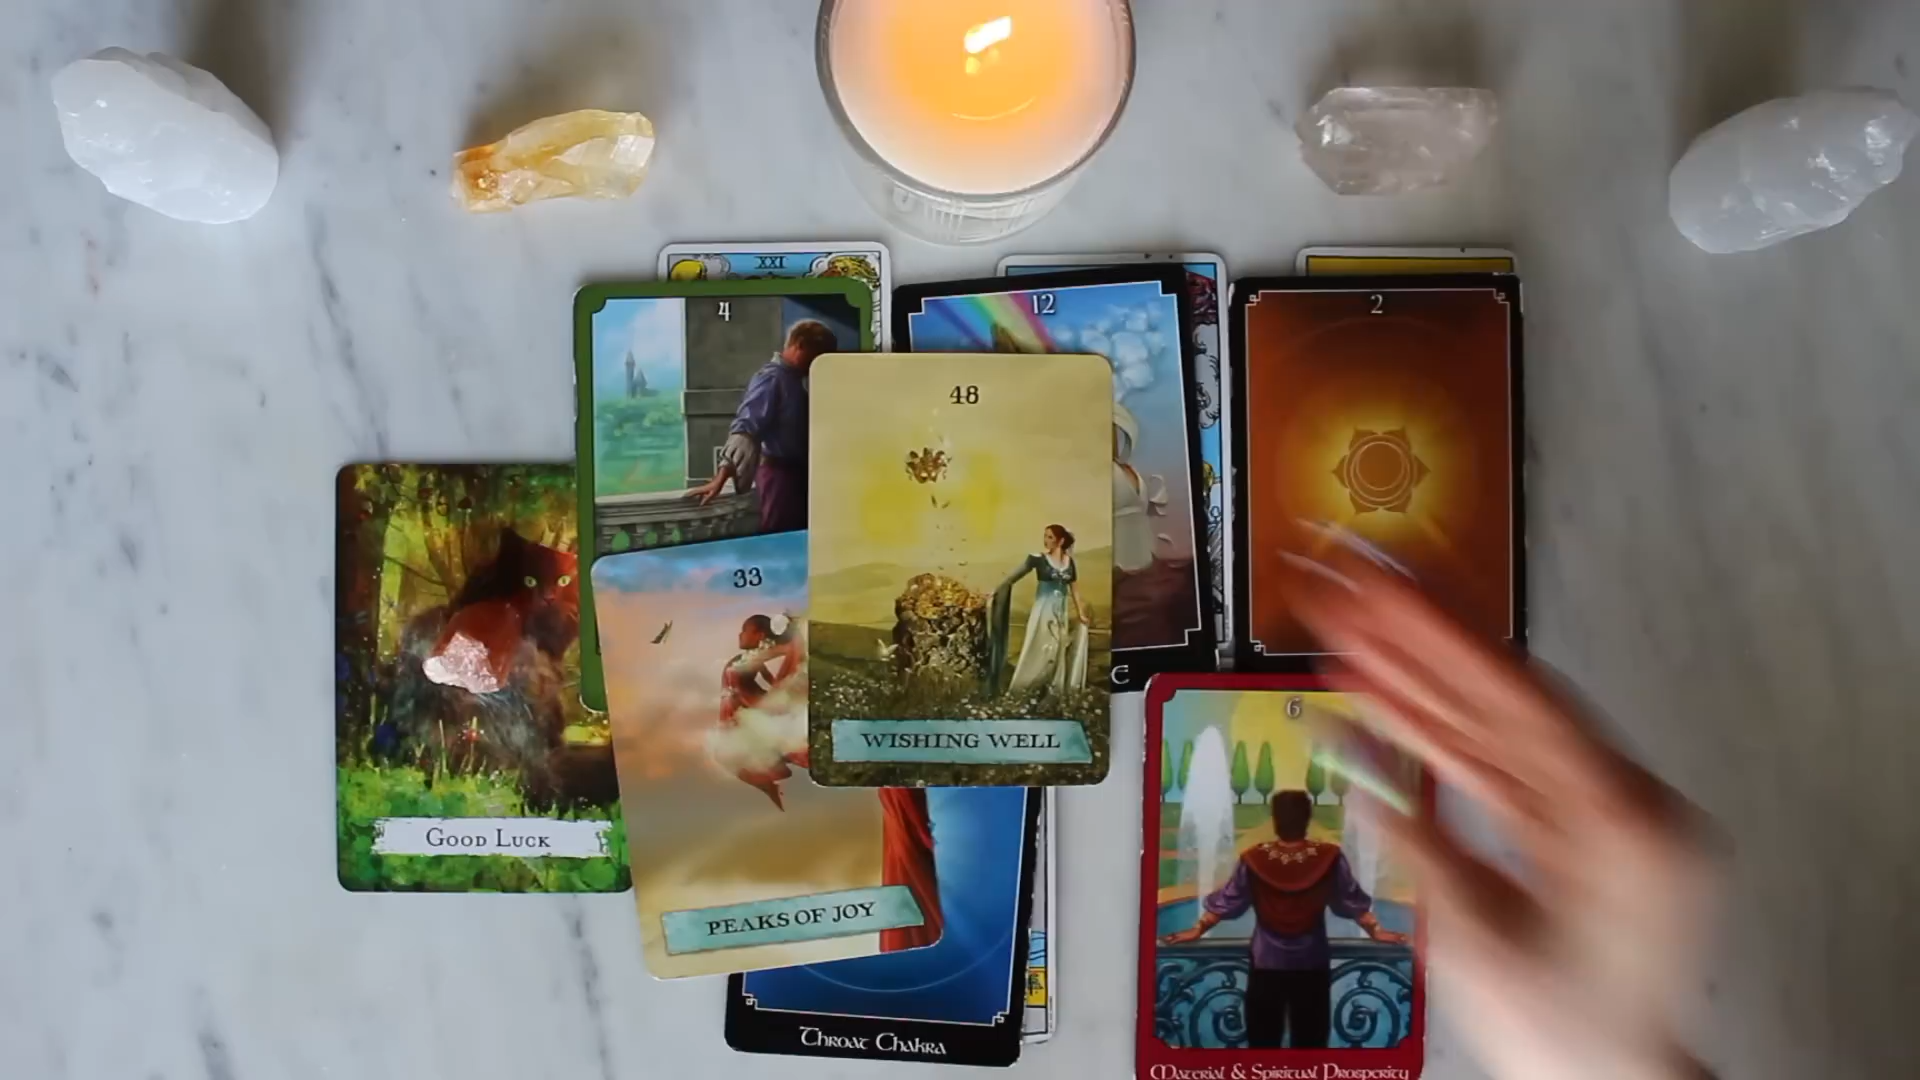 XXI
4
12
2
48
33
6
WISHING WELL
GOOD LUCK
PEAKS OF JOY
THROAT CHAKRA
MATERIAL & SPIRITUAL PROSPERITY